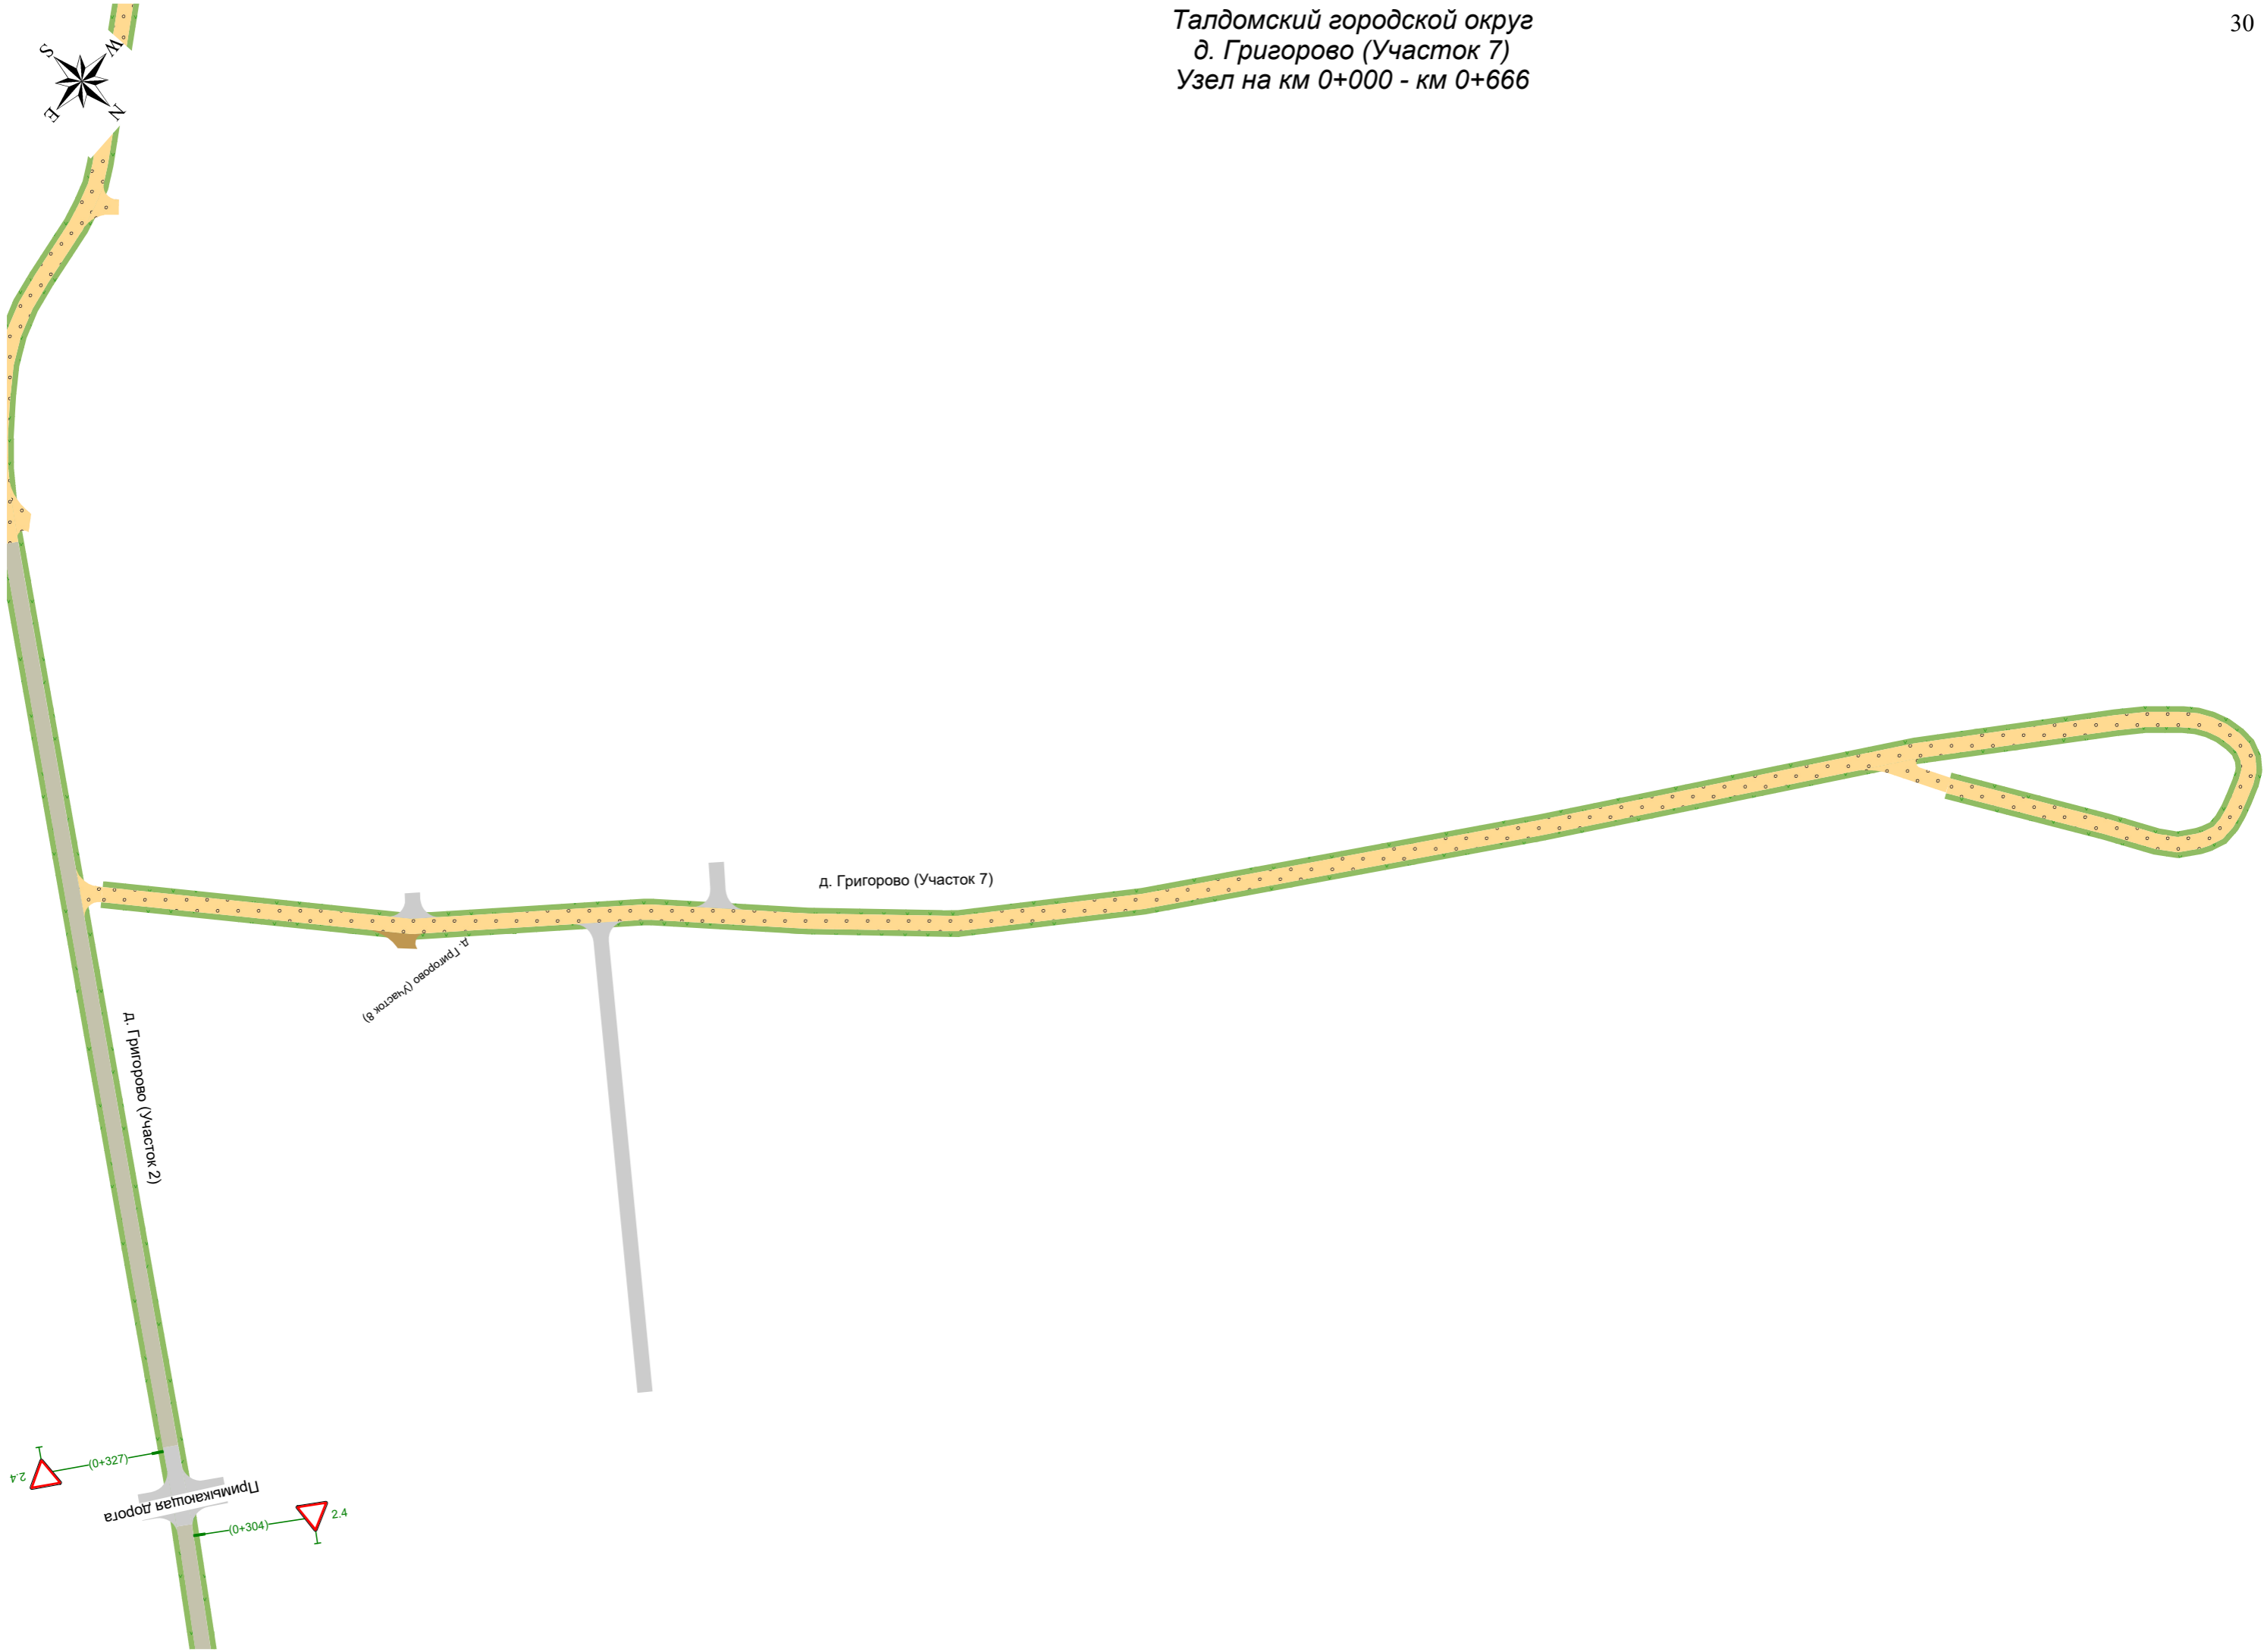 Талдомский городской округ
д. Григорово (Участок 7)
Узел на км 0+000 - км 0+666
30
S
W
E
N
д. Григорово (Участок 7)
д. Григорово (Участок 8)
д. Григорово (Участок 2)
2.4
(0+327)
Примыкающая дорога
(0+304)
2.4